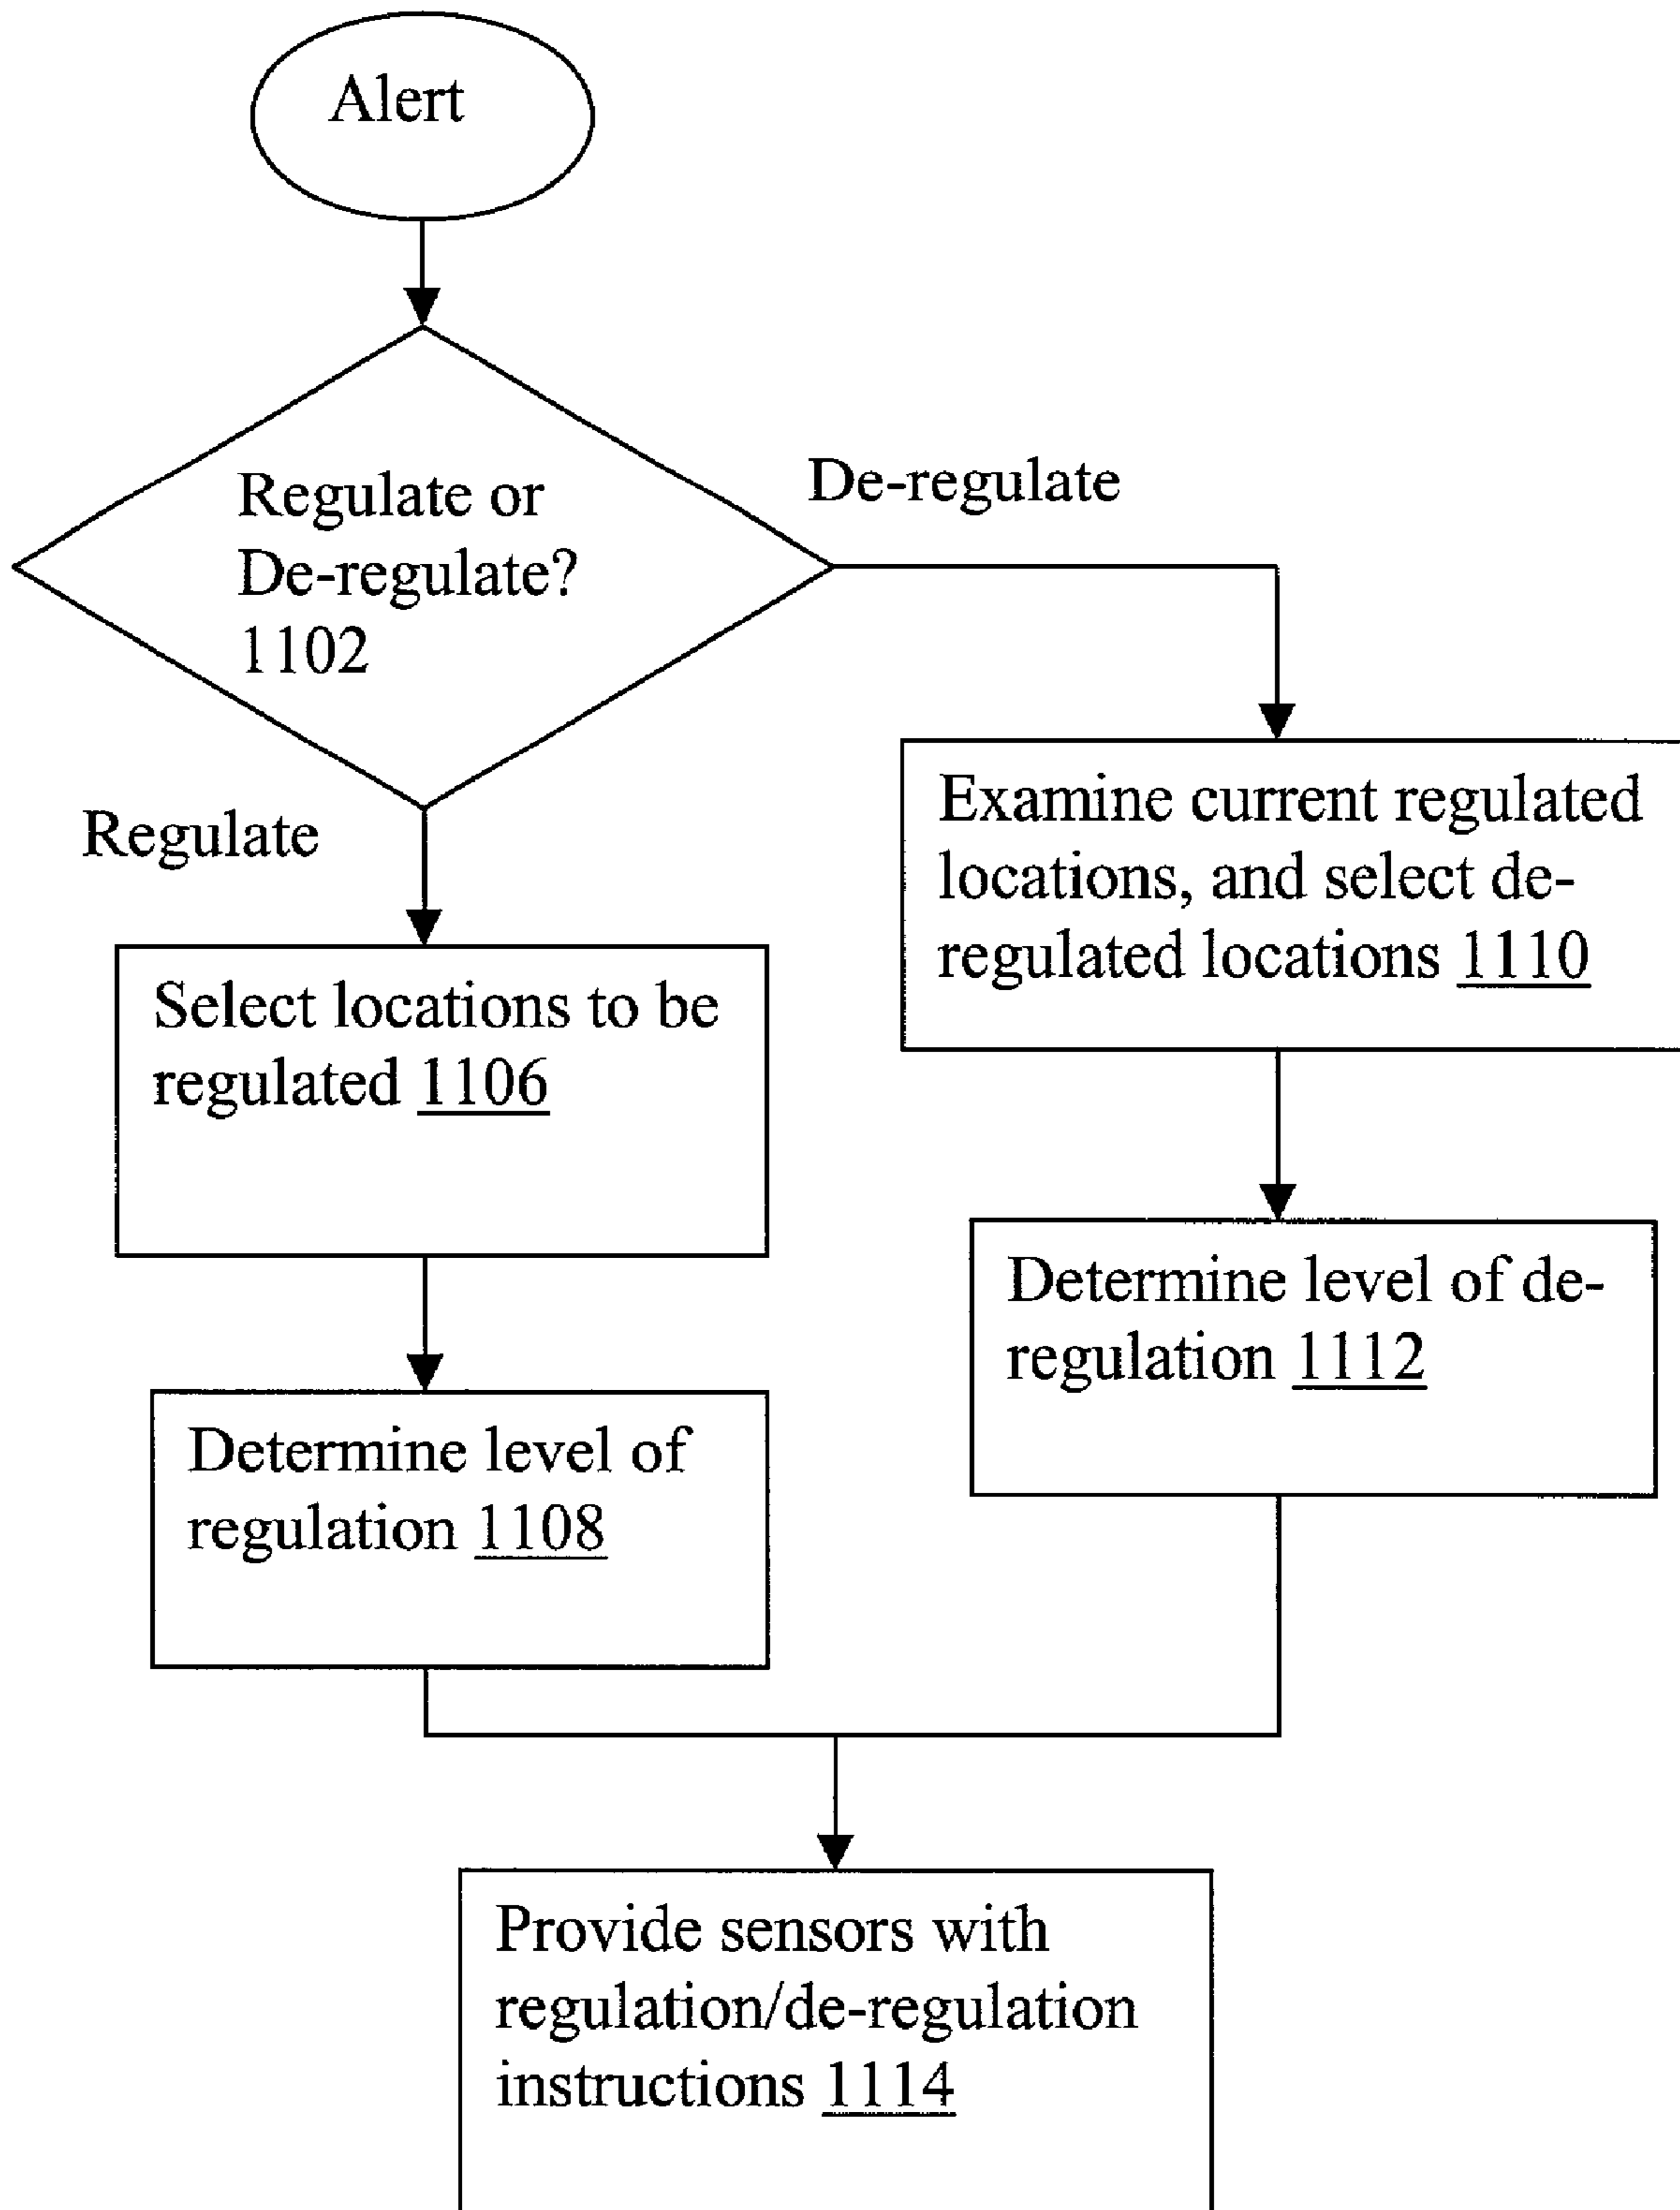 Alert
Regulate or
De-regulate?
1102
De-regulate
Regulate
Examine current regulated
locations, and select de-
regulated locations 1110
Select locations to be
regulated 1106
Determine level of de-
regulation 1112
Determine level of
regulation 1108
Provide sensors with
regulation/de-regulation
instructions 1114